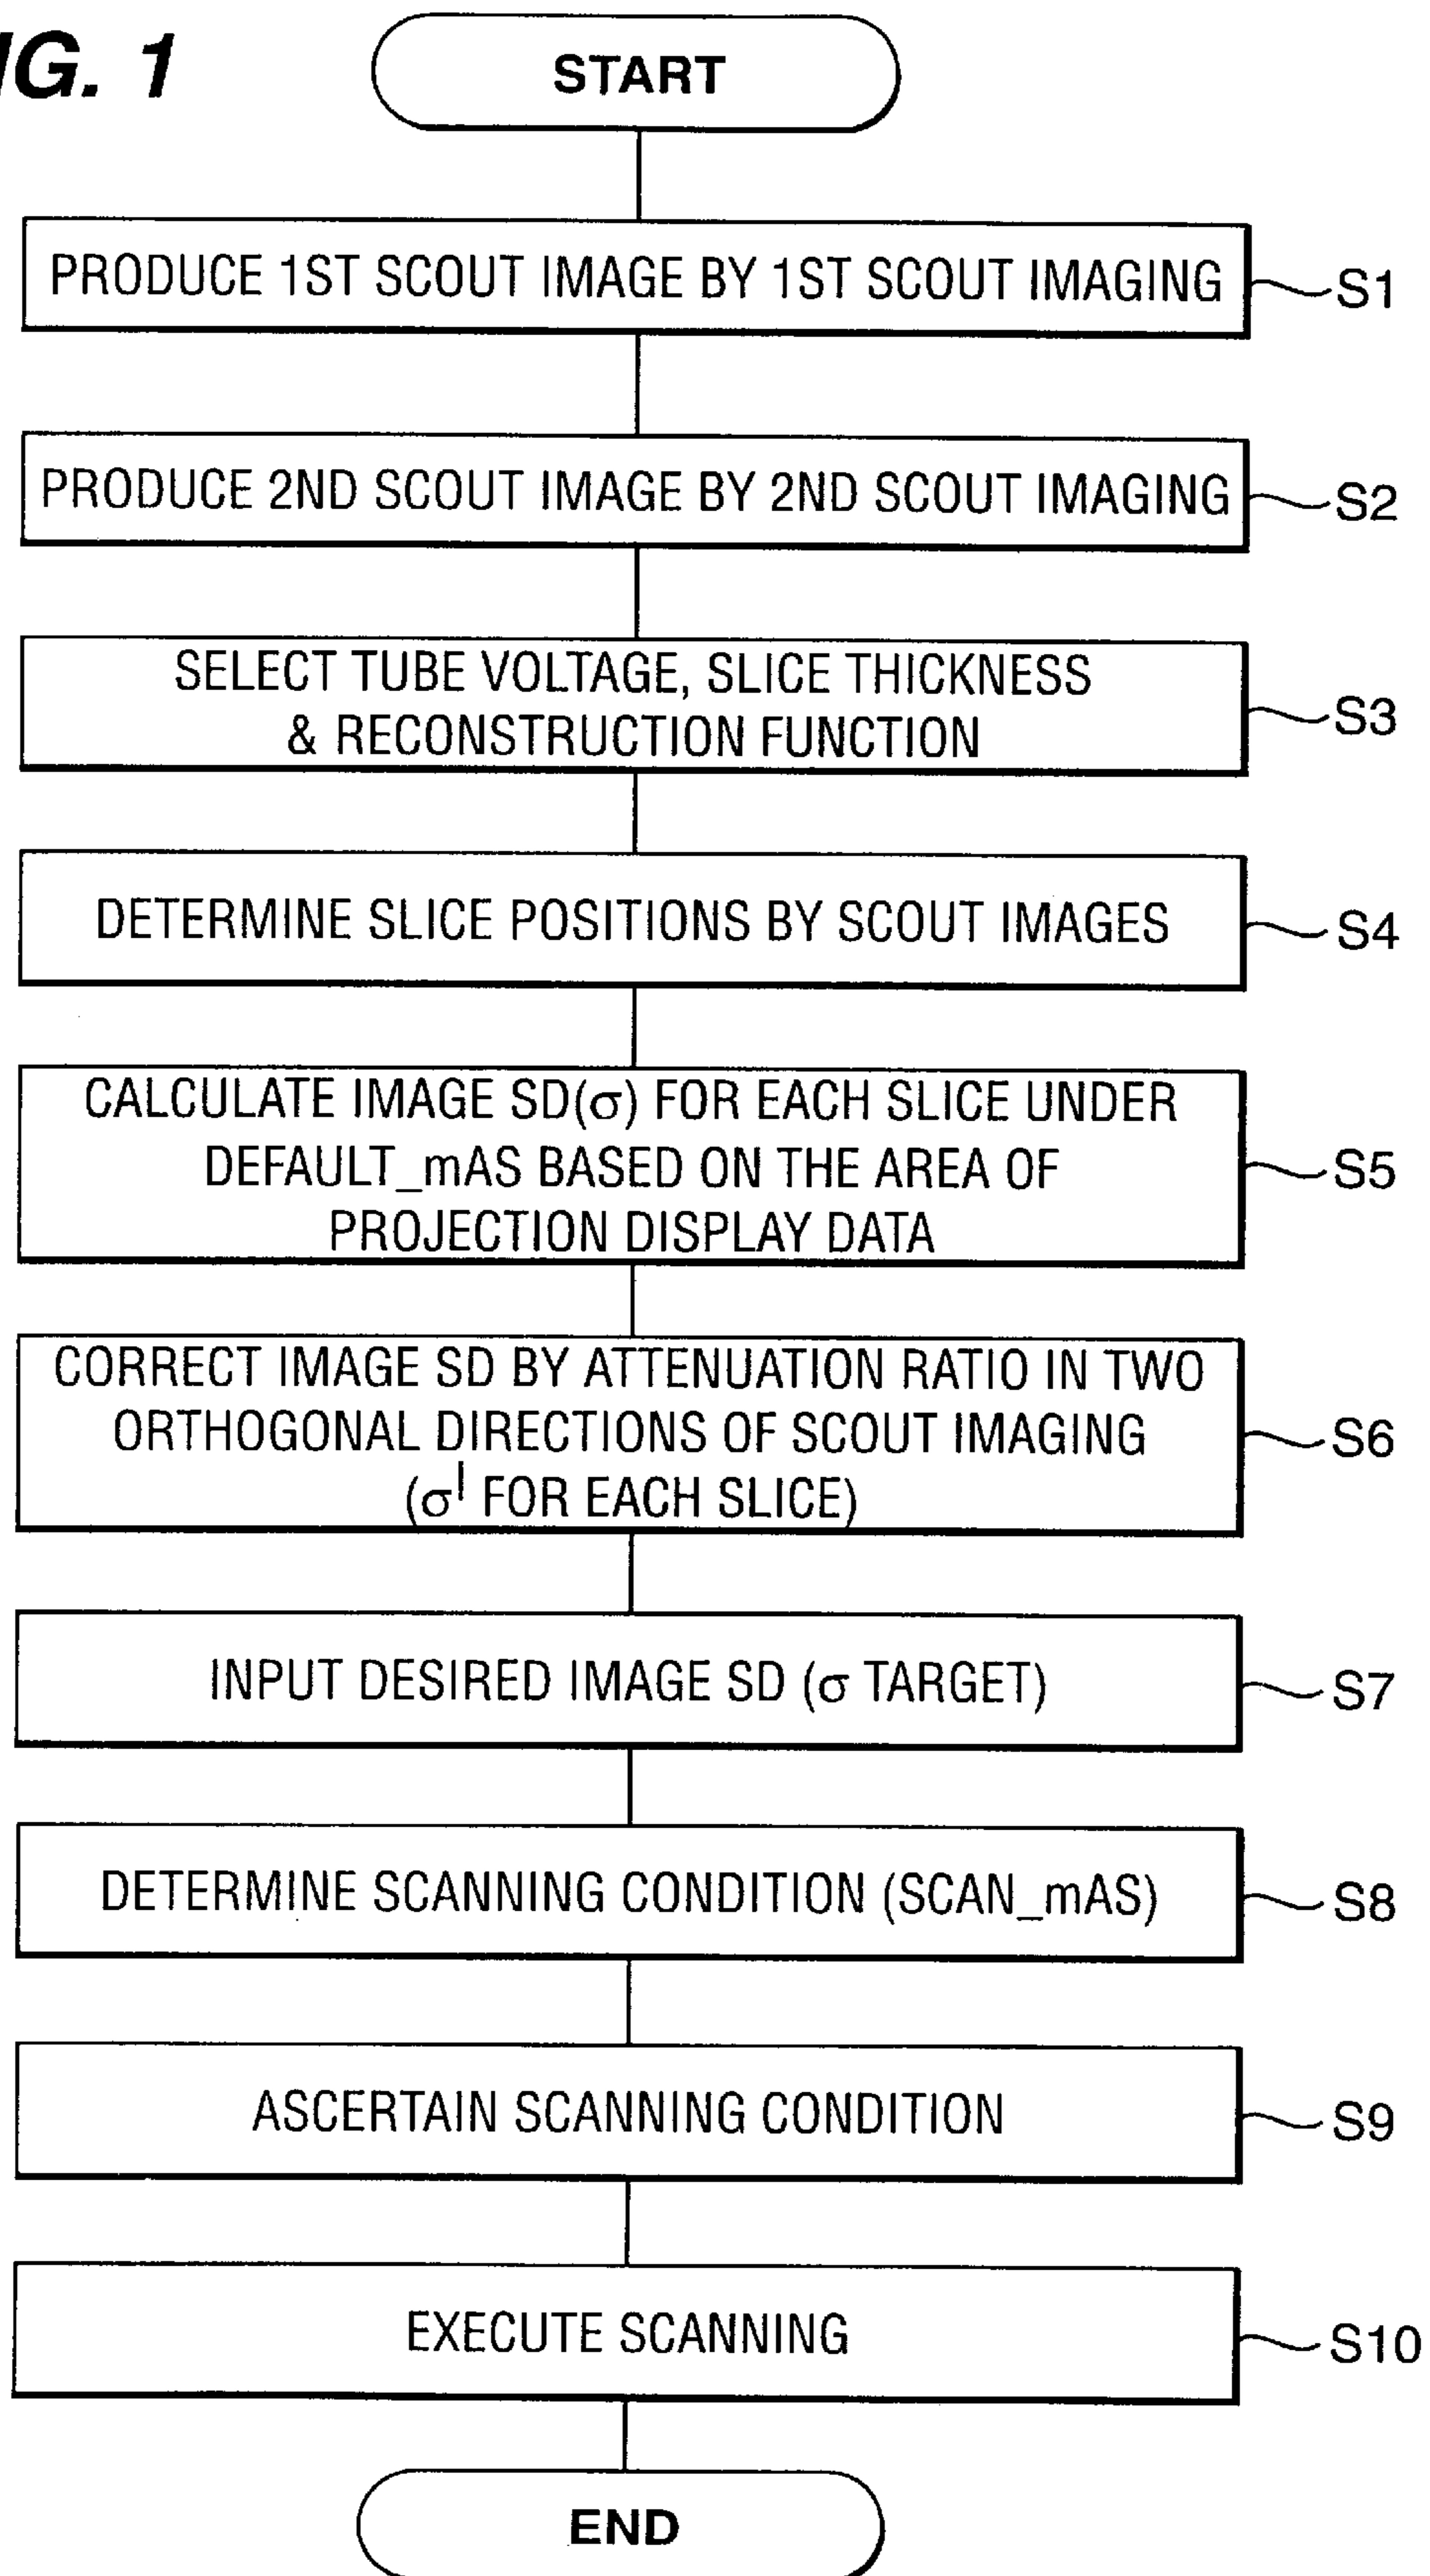 G. 1
START
PRODUCE 1ST SCOUT IMAGE BY 1ST SCOUT IMAGING
S1
PRODUCE 2ND SCOUT IMAGE BY 2ND SCOUT IMAGING
S2
SELECT TUBE VOLTAGE, SLICE THICKNESS
& RECONSTRUCTION FUNCTION
S3
DETERMINE SLICE POSITIONS BY SCOUT IMAGES
S4
CALCULATE IMAGE SD(σ) FOR EACH SLICE UNDER
DEFAULT_mAS BASED ON THE AREA OF
PROJECTION DISPLAY DATA
S5
CORRECT IMAGE SD BY ATTENUATION RATIO IN TWO
ORTHOGONAL DIRECTIONS OF SCOUT IMAGING
(σ' FOR EACH SLICE)
S6
INPUT DESIRED IMAGE SD (σ TARGET)
S7
DETERMINE SCANNING CONDITION (SCAN_mAS)
S8
ASCERTAIN SCANNING CONDITION
S9
EXECUTE SCANNING
S10
END